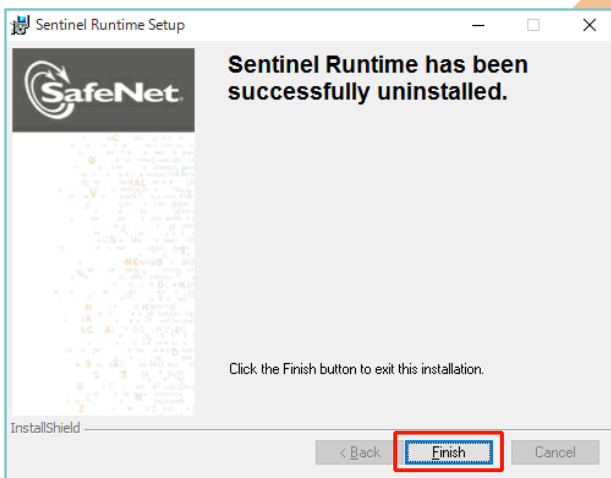 Sentinel Runtime Setup
SafeNet.
Sentinel Runtime has been
successfully uninstalled.
Click the Finish button to exit this installation.
InstallShield
< Back
Finish
Cancel